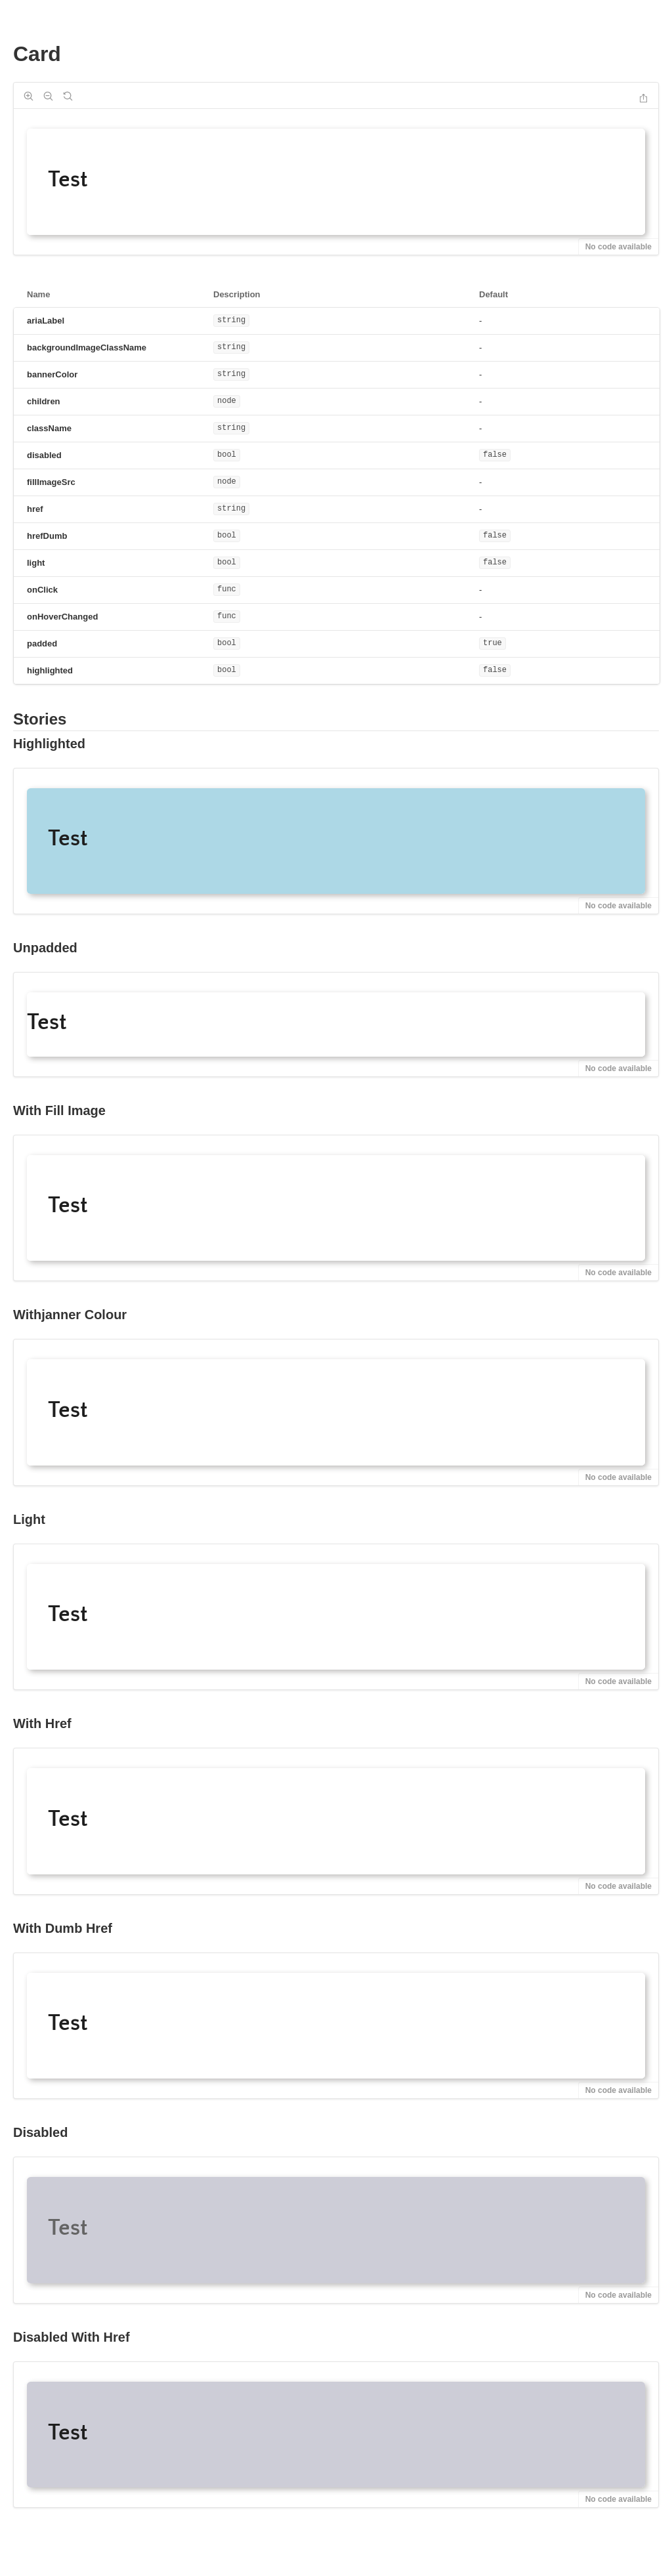 Card
Test
No code available
Name Description Default
ariaLabel string -
backgroundImageClassName string -
bannerColor string -
children node -
className string -
disabled bool false
fillImageSrc node -
href string -
hrefDumb bool false
light bool false
onClick func -
onHoverChanged func -
padded bool true
highlighted bool false
Stories
Highlighted
Test
No code available
Unpadded
Test
No code available
With Fill Image
Test
No code available
Withjanner Colour
Test
No code available
Light
Test
No code available
With Href
Test
No code available
With Dumb Href
Test
No code available
Disabled
Test
No code available
Disabled With Href
Test
No code available